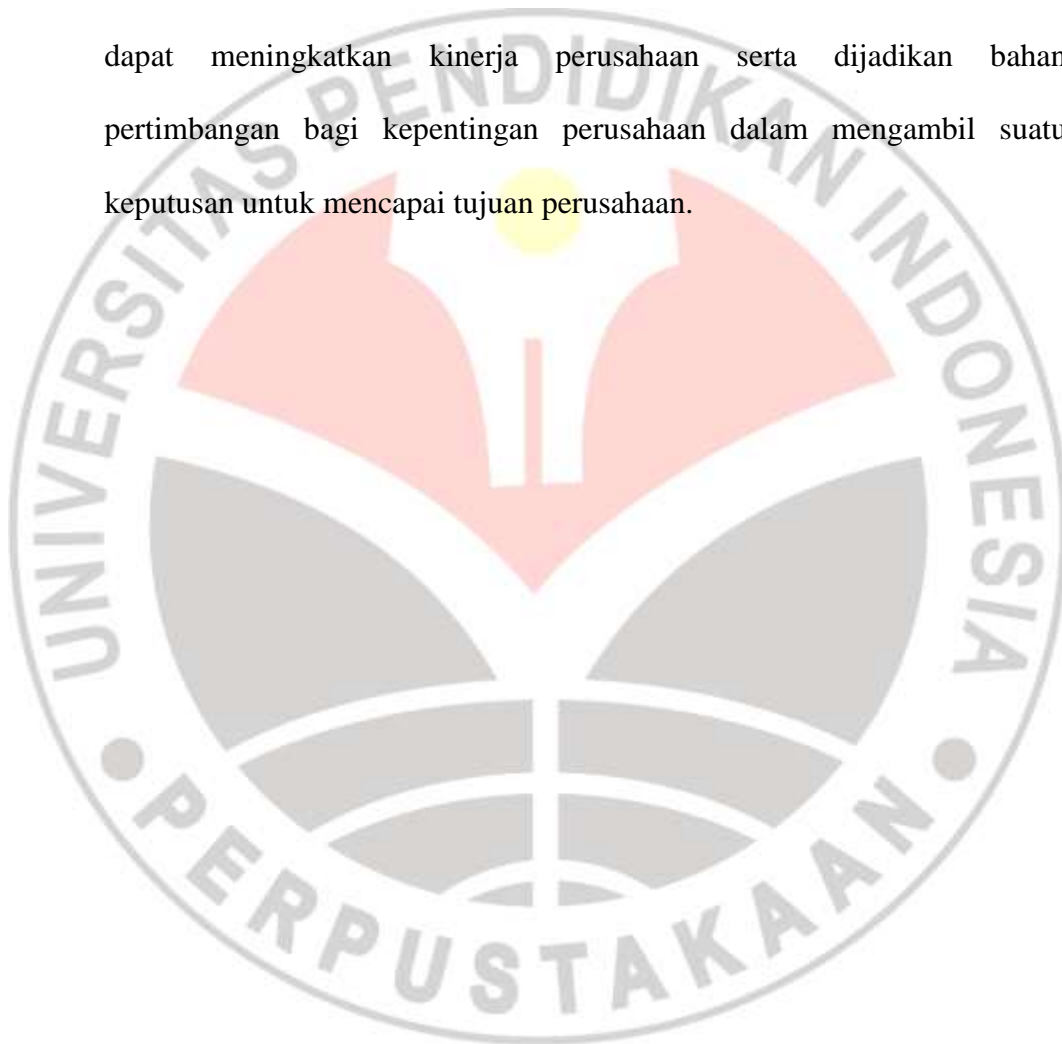 dapat meningkatkan kinerja perusahaan serta dijadikan bahan
pertimbangan bagi kepentingan perusahaan dalam mengambil suatu
keputusan untuk mencapai tujuan perusahaan.
UNIVERSITAS PENDIDIKAN INDONESIA
PERPUSTAKAAN